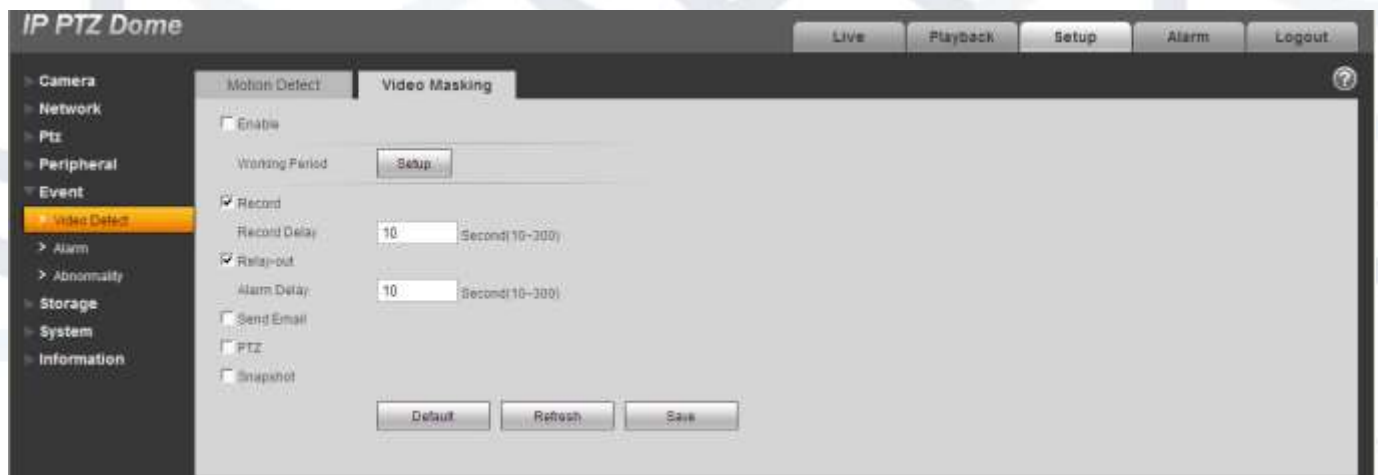 IP PTZ Dome
Live
Playback
Setup
Alarm
Logout
Camera
Network
Ptz
Peripheral
Event
Video Detect
Alarm
Abnormality
Storage
System
Information
Motion Detect
Video Masking
?
Enable
Working Period
Setup
Record
Record Delay
10
Second(10~300)
Relay-out
Alarm Delay
10
Second(10~300)
Send Email
PTZ
Snapshot
Default
Refresh
Save